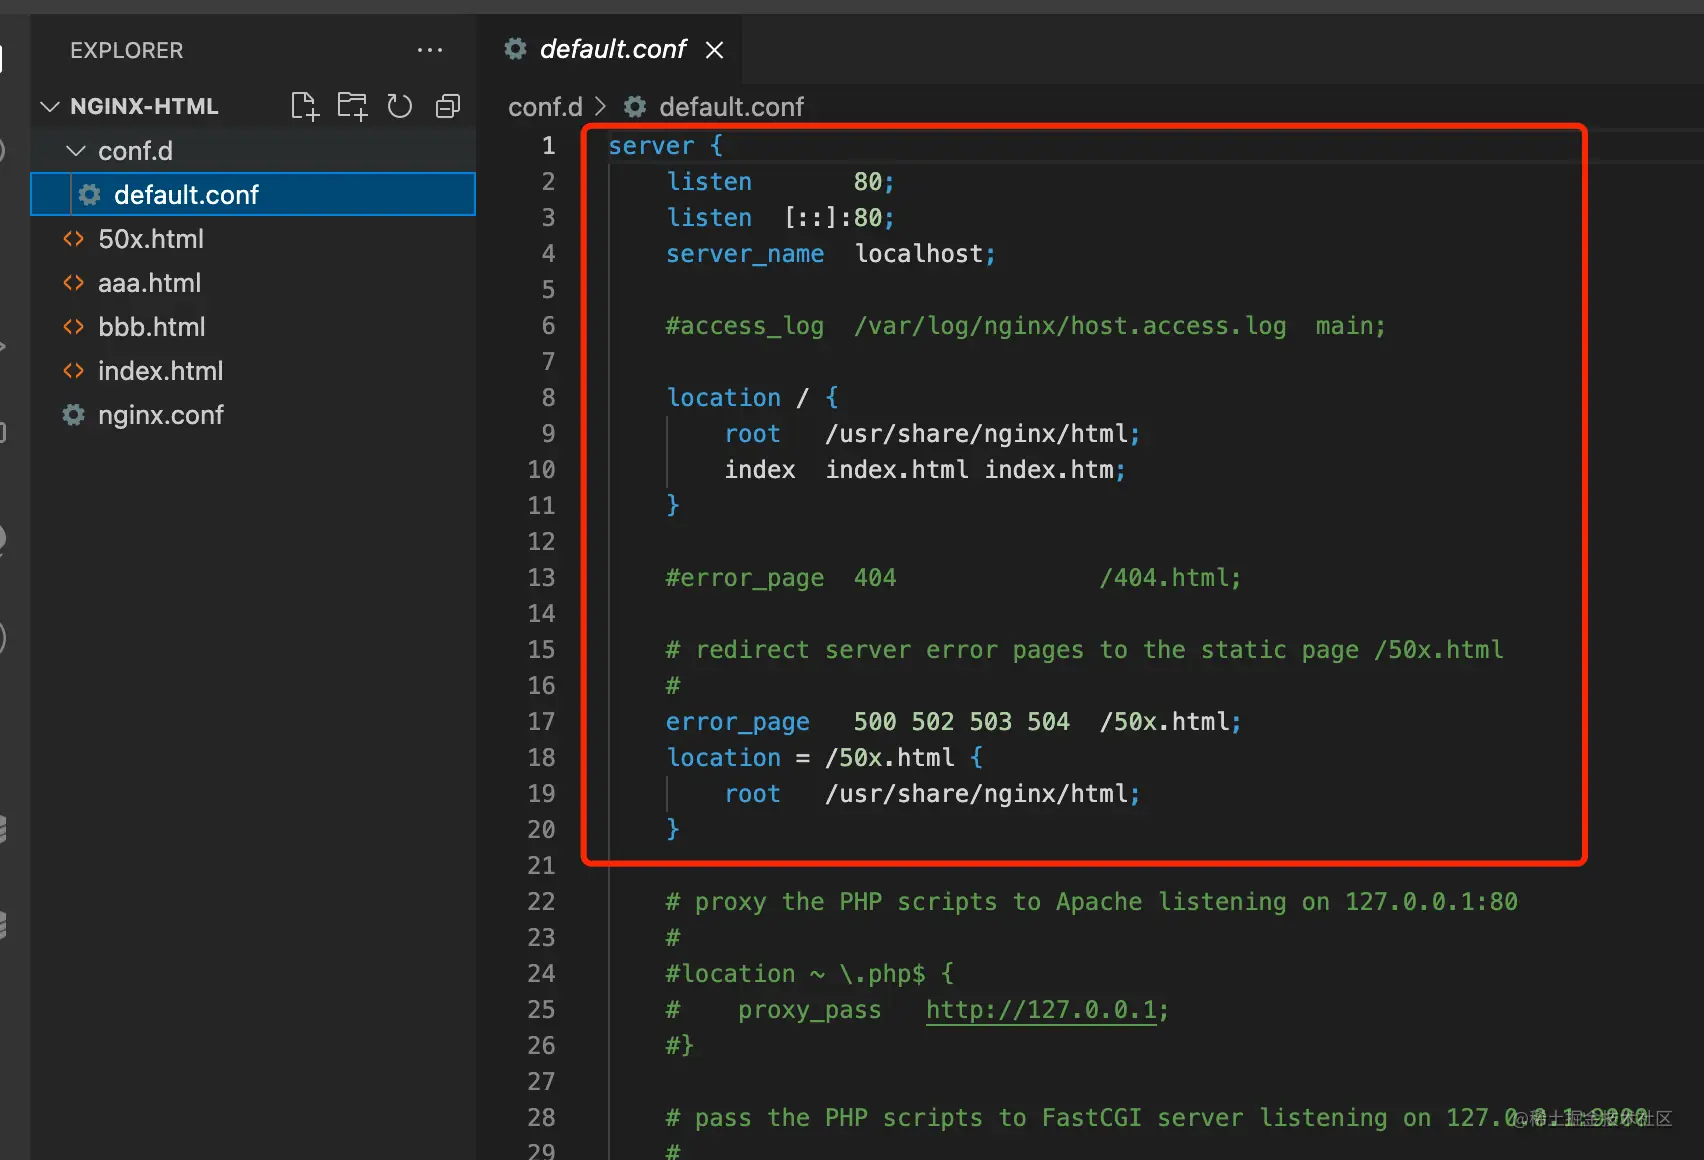 EXPLORER
NGINX-HTML
conf.d
default.conf
50x.html
aaa.html
bbb.html
index.html
nginx.conf
default.conf
conf.d > default.conf
1 server {
2     listen       80;
3     listen  [::]:80;
4     server_name  localhost;
5
6     #access_log  /var/log/nginx/host.access.log  main;
7
8     location / {
9         root   /usr/share/nginx/html;
10         index  index.html index.htm;
11     }
12
13     #error_page  404              /404.html;
14
15     # redirect server error pages to the static page /50x.html
16     #
17     error_page   500 502 503 504  /50x.html;
18     location = /50x.html {
19         root   /usr/share/nginx/html;
20     }
21
22     # proxy the PHP scripts to Apache listening on 127.0.0.1:80
23     #
24     #location ~ \.php$ {
25     #    proxy_pass   http://127.0.0.1;
26     #}
27
28     # pass the PHP scripts to FastCGI server listening on 127.0.0.1:9000
29     #
@稀土掘金技术社区